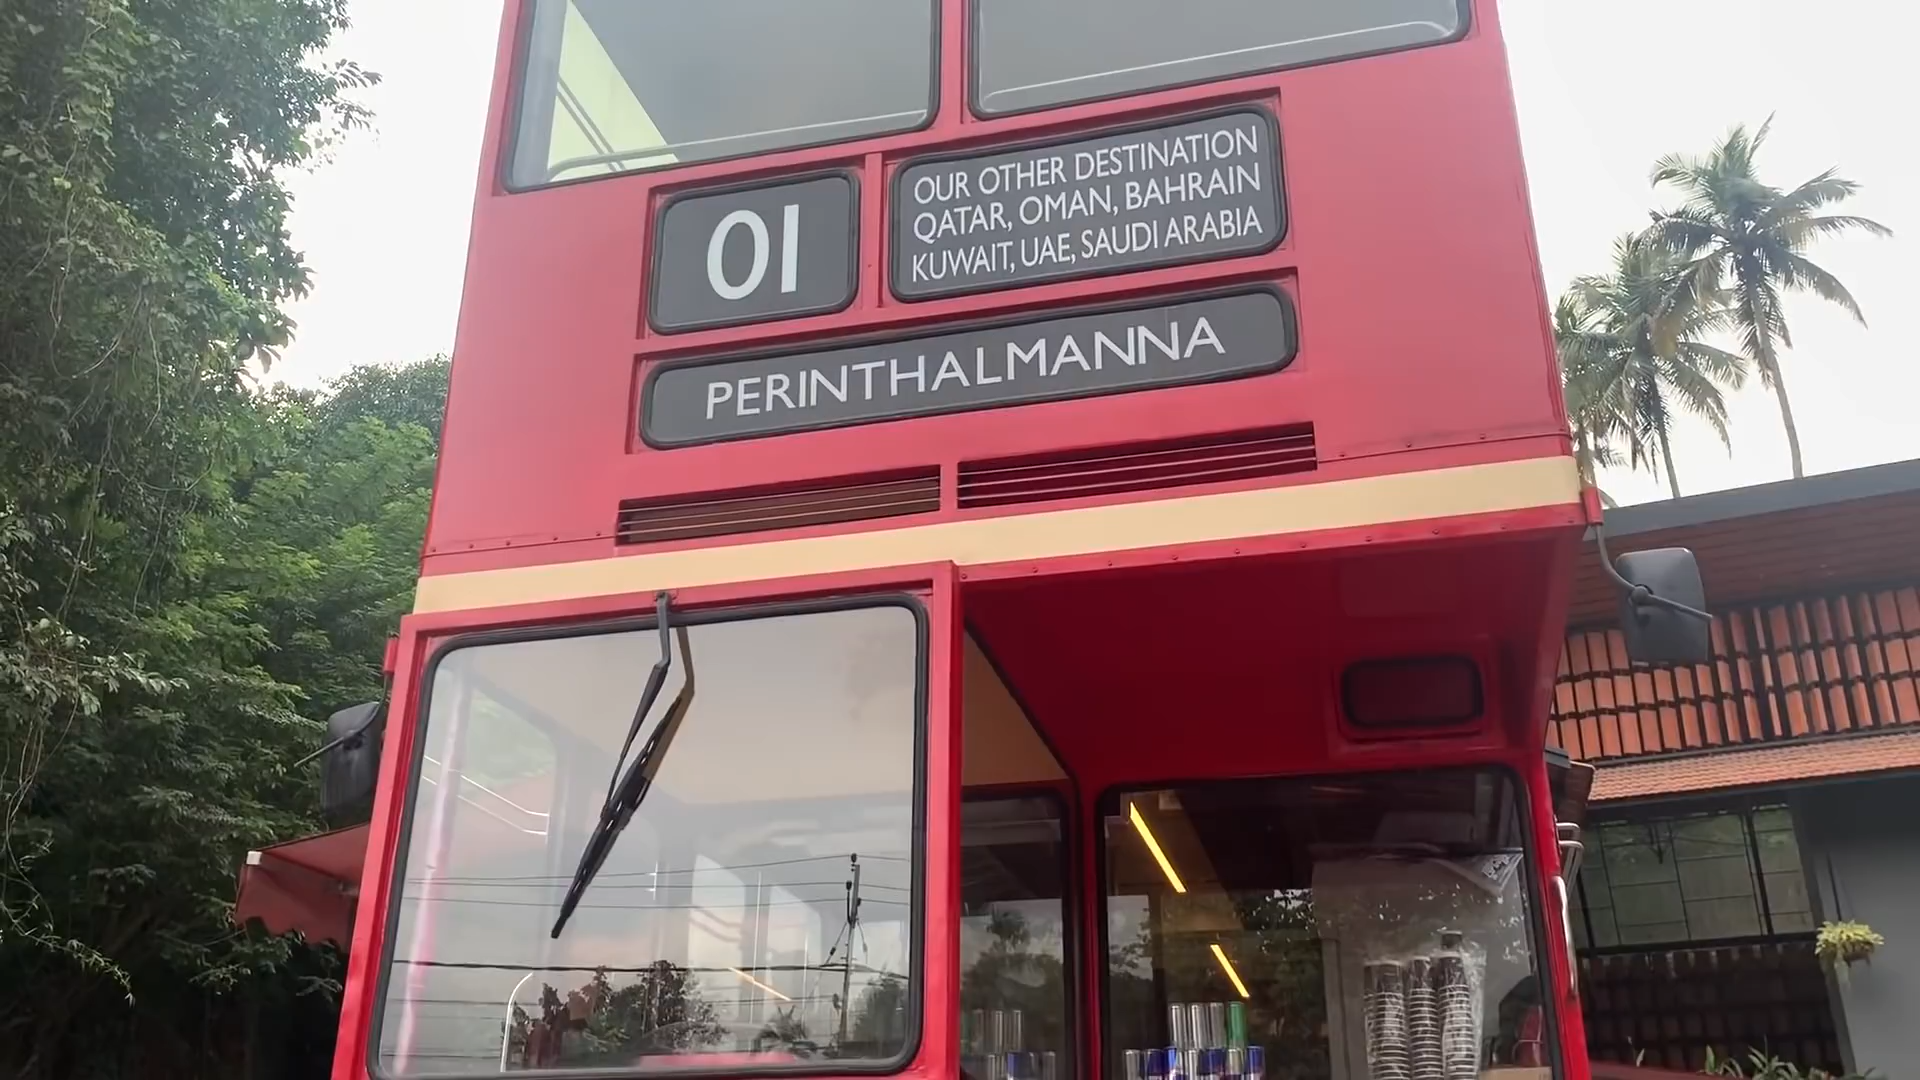 01
OUR OTHER DESTINATION
QATAR, OMAN, BAHRAIN
KUWAIT, UAE, SAUDI ARABIA
PERINTHALMANNA